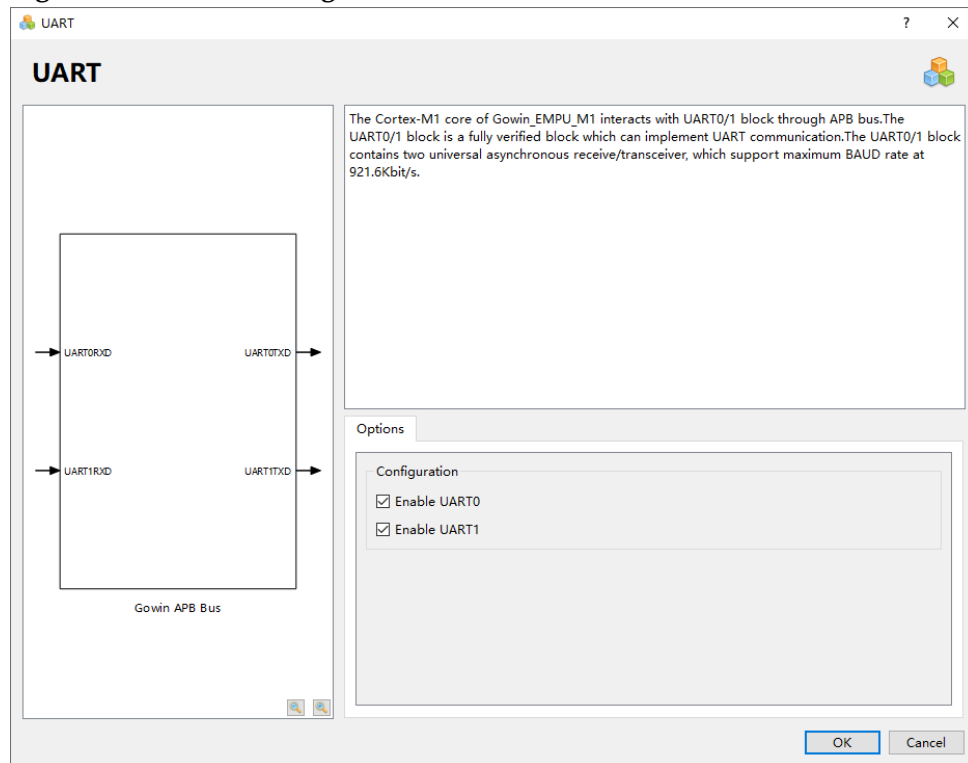 UART
UART
The Cortex-M1 core of Gowin_EMPU_M1 interacts with UART0/1 block through APB bus.The
UART0/1 block is a fully verified block which can implement UART communication.The UART0/1 block
contains two universal asynchronous receive/transceiver, which support maximum BAUD rate at
921.6Kbit/s.
UART0RXD
UART0TXD
UART1RXD
UART1TXD
Gowin APB Bus
Options
Configuration
Enable UART0
Enable UART1
OK
Cancel